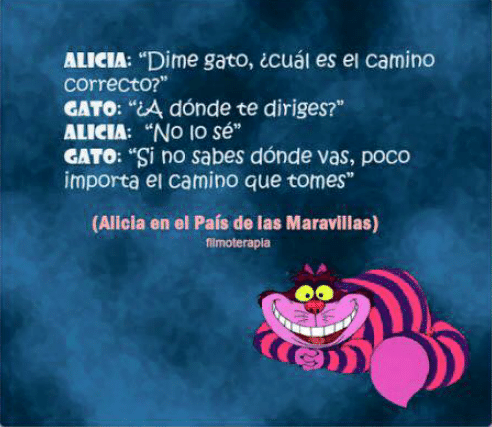 ALICIA: “Dime gato, ¿cuál es el camino
correcto?”
GATO: “¿A dónde te diriges?”
ALICIA: “No lo sé”
GATO: “Si no sabes dónde vas, poco
importa el camino que tomes”
(Alicia en el País de las Maravillas)
filmoterapia